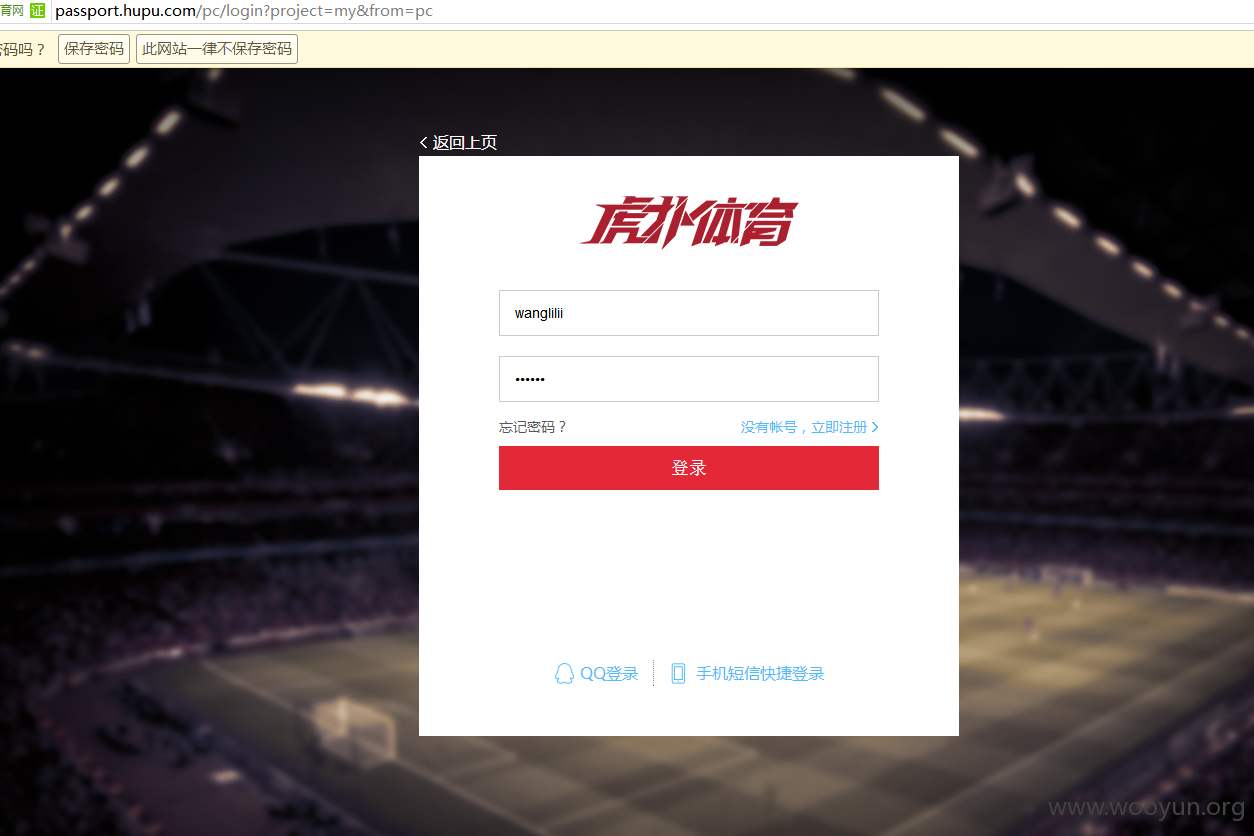 育网 证 passport.hupu.com/pc/login?project=my&from=pc
密码吗？ 保存密码 此网站一律不保存密码
返回上页
虎扑体育
wanglilii
••••••
忘记密码？ 没有帐号，立即注册
登录
QQ登录 手机短信快捷登录
www.wooyun.org